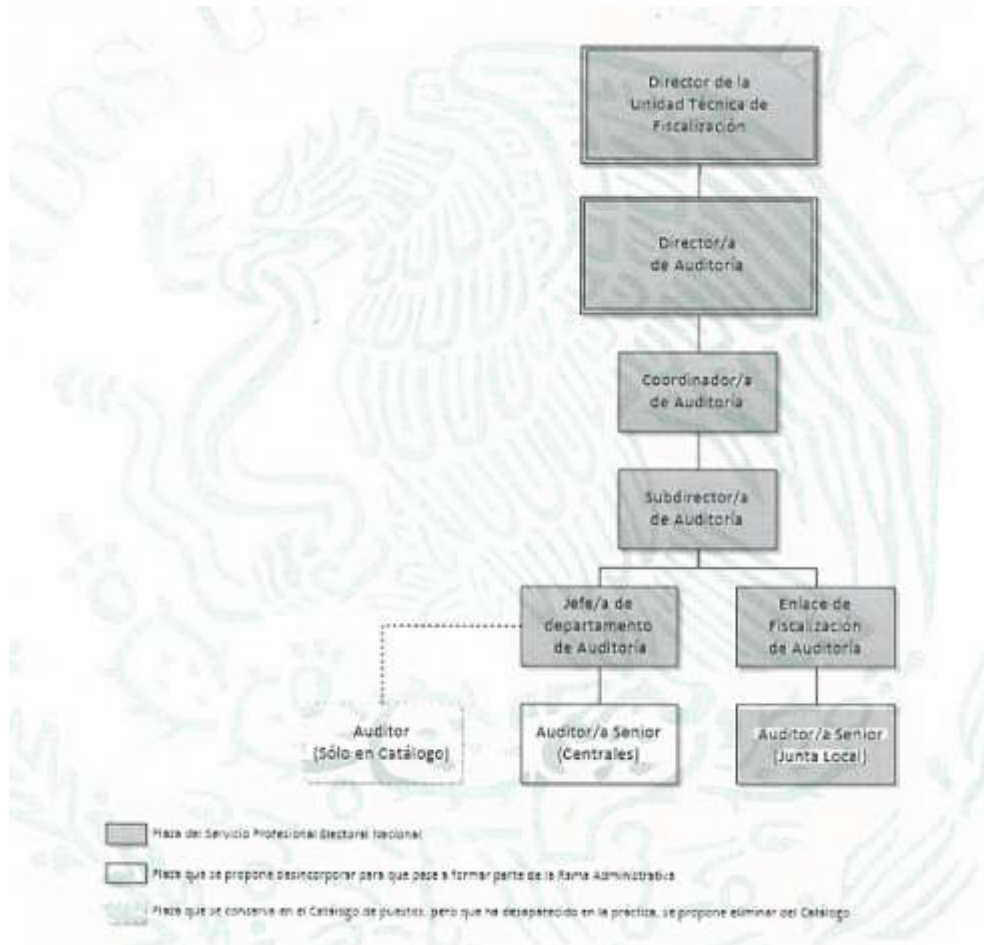 Director de la
Unidad Técnica de
Fiscalización
Director/a
de Auditoría
Coordinador/a
de Auditoría
Subdirector/a
de Auditoría
Jefe/a de
departamento
de Auditoría
Enlace de
Fiscalización
de Auditoría
Auditor
(Sólo en Catálogo)
Auditor/a Senior
(Centrales)
Auditor/a Senior
(Junta Local)
Plaza del Servicio Profesional Electoral Nacional
Plaza que se propone desincorporar para que pase a formar parte de la Rama Administrativa
Plaza que se conserva en el Catálogo de puestos, pero que ha desaparecido en la práctica, se propone eliminar del Catálogo